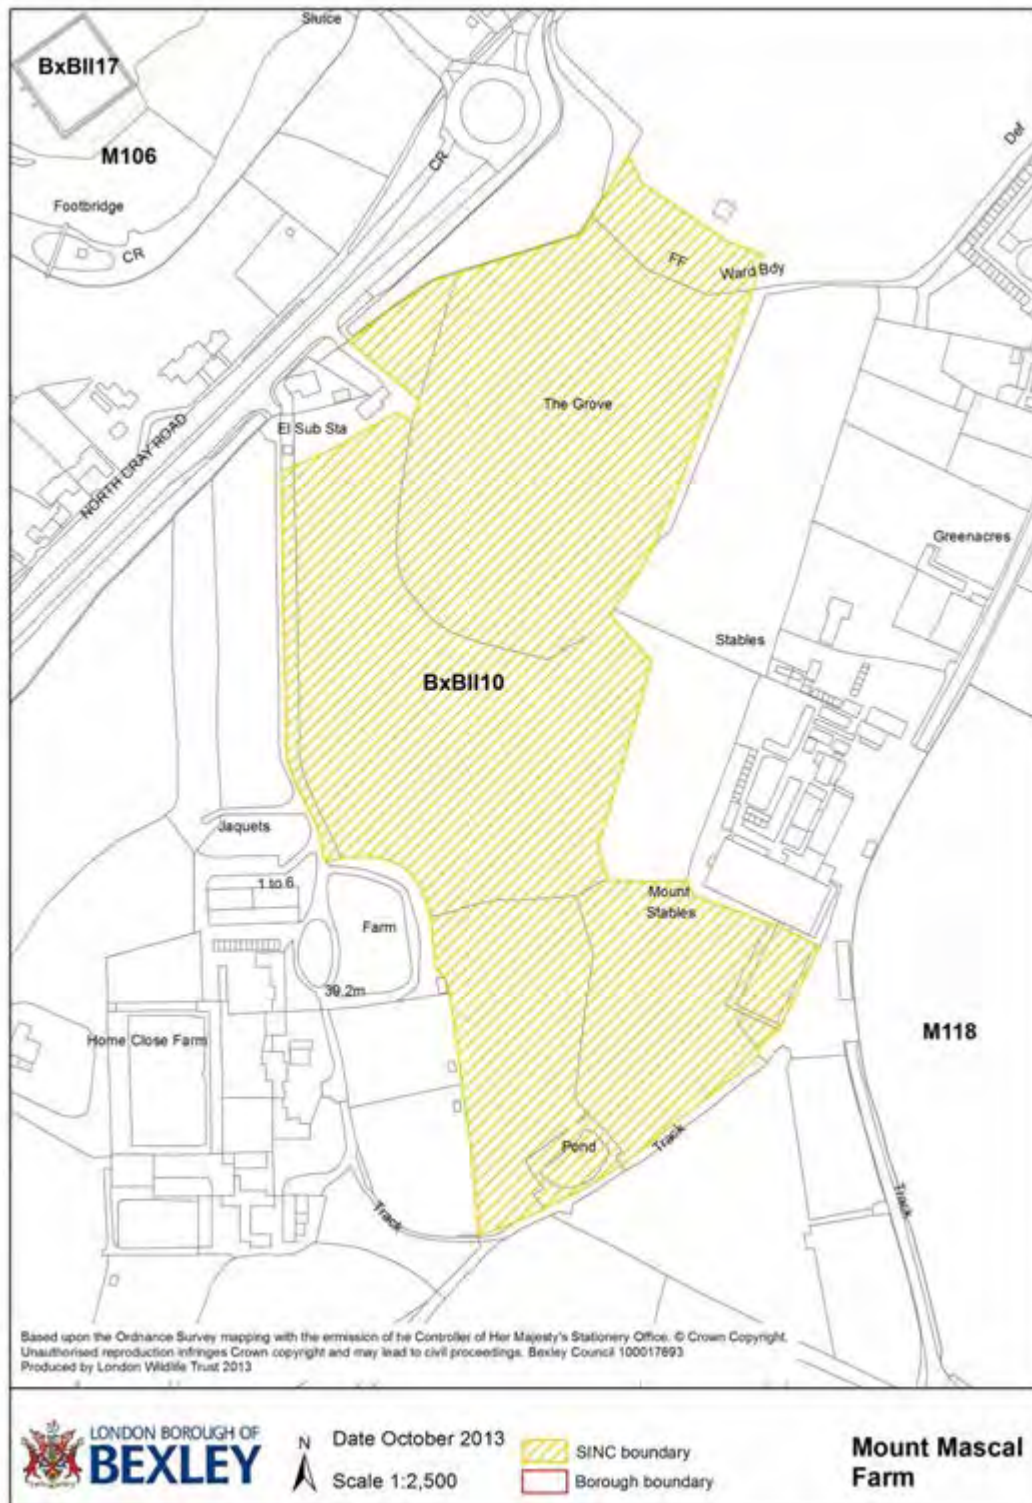 Sluice
BxBII17
M106
CR
Def
Footbridge
CR
FF
Ward Bdy
The Grove
El Sub Sta
NORTH CRAY ROAD
Greenacres
Stables
BxBII10
Jaquets
1 to 6
Mount
Stables
Farm
39.2m
Home Close Farm
M118
Pond
Track
Track
Track
Based upon the Ordnance Survey mapping with the ermission of he Controller of Her Majesty's Stationery Office. © Crown Copyright.
Unauthorised reproduction infringes Crown copyright and may lead to civil proceedings. Bexley Council 100017693
Produced by London Wildlife Trust 2013
LONDON BOROUGH OF
BEXLEY
N
Date October 2013
Scale 1:2,500
SINC boundary
Borough boundary
Mount Mascal
Farm